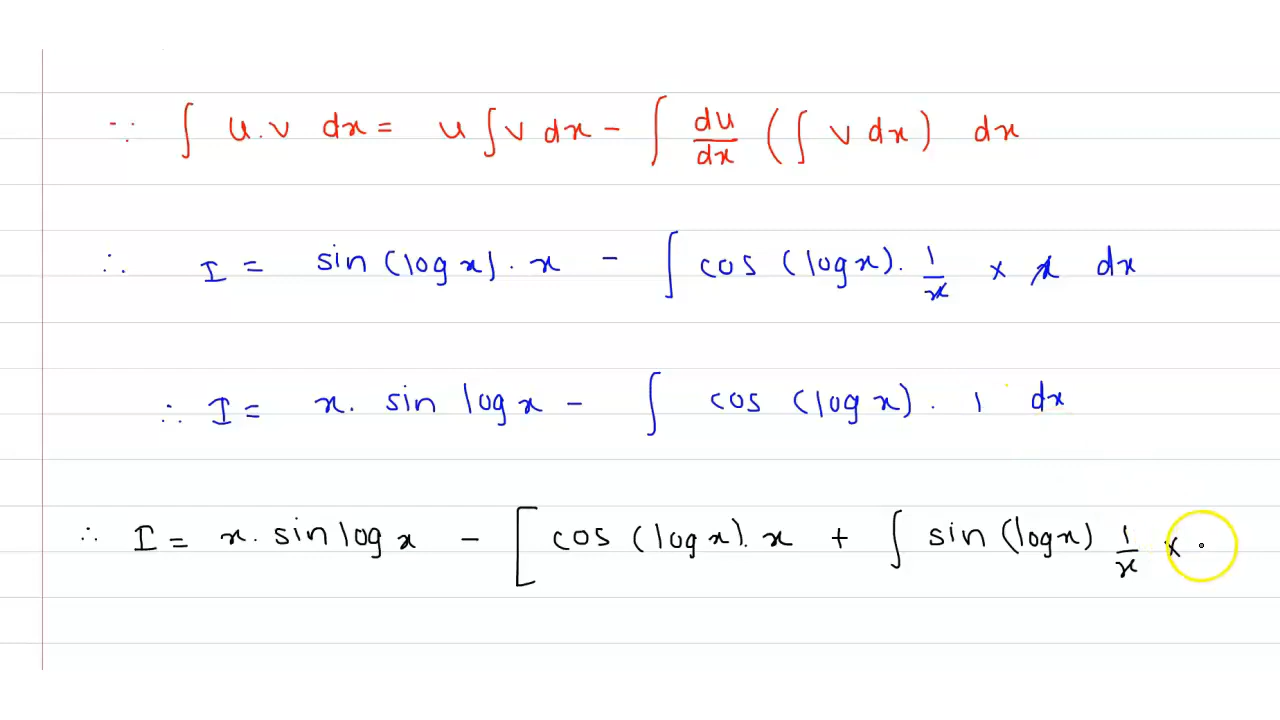 ∵ ∫ u.v dx = u ∫ v dx - ∫ du/dx ( ∫ v dx ) dx
∴ I = sin (log x) . x - ∫ cos (log x) . 1/x × x dx
∴ I = x. sin log x - ∫ cos (log x) . 1 dx
∴ I = x. sin log x - [ cos (log x). x + ∫ sin (log x) 1/x ×